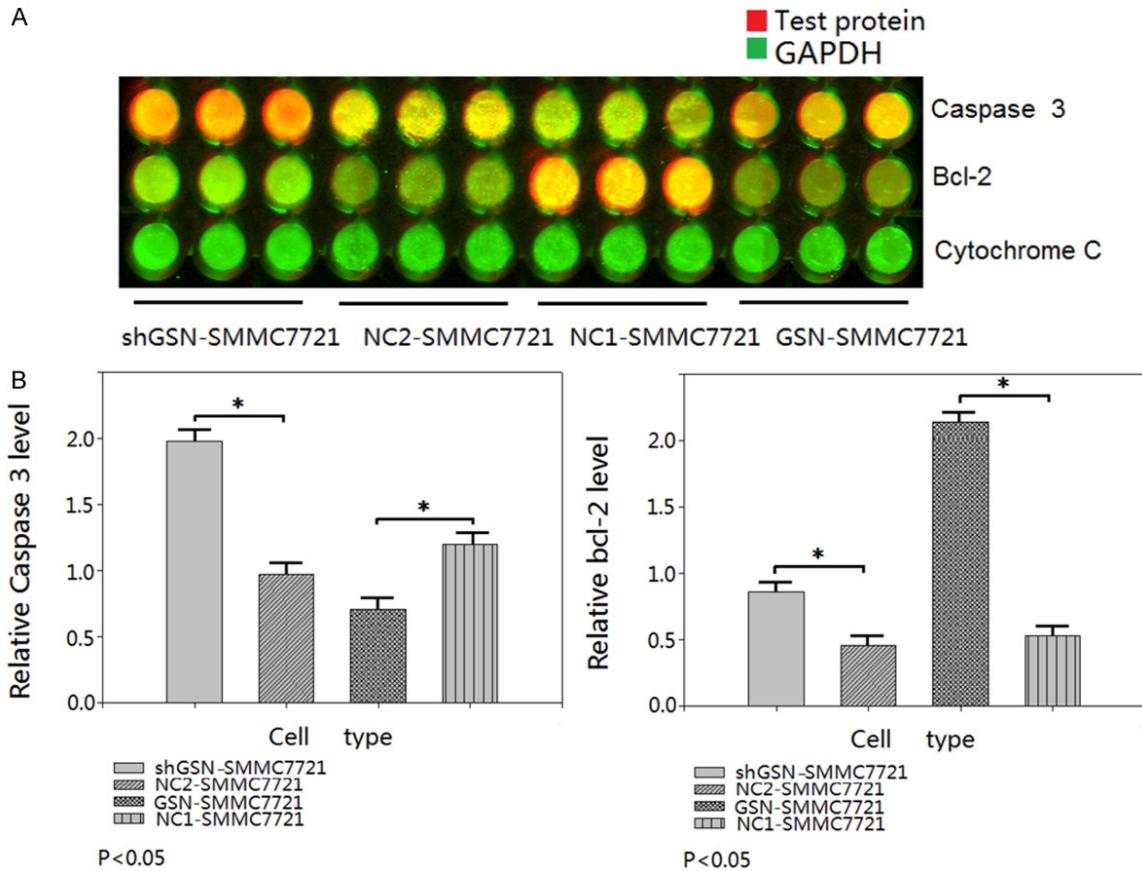 A
Test protein
GAPDH
Caspase 3
Bcl-2
Cytochrome C
shGSN-SMMC7721 NC2-SMMC7721 NC1-SMMC7721 GSN-SMMC7721
B
Relative Caspase 3 level
2.0
1.5
1.0
0.5
0.0
*
*
Cell type
shGSN-SMMC7721
NC2-SMMC7721
GSN-SMMC7721
NC1-SMMC7721
P<0.05
Relative bcl-2 level
2.0
1.5
1.0
0.5
0.0
*
*
Cell type
shGSN-SMMC7721
NC2-SMMC7721
GSN-SMMC7721
NC1-SMMC7721
P<0.05